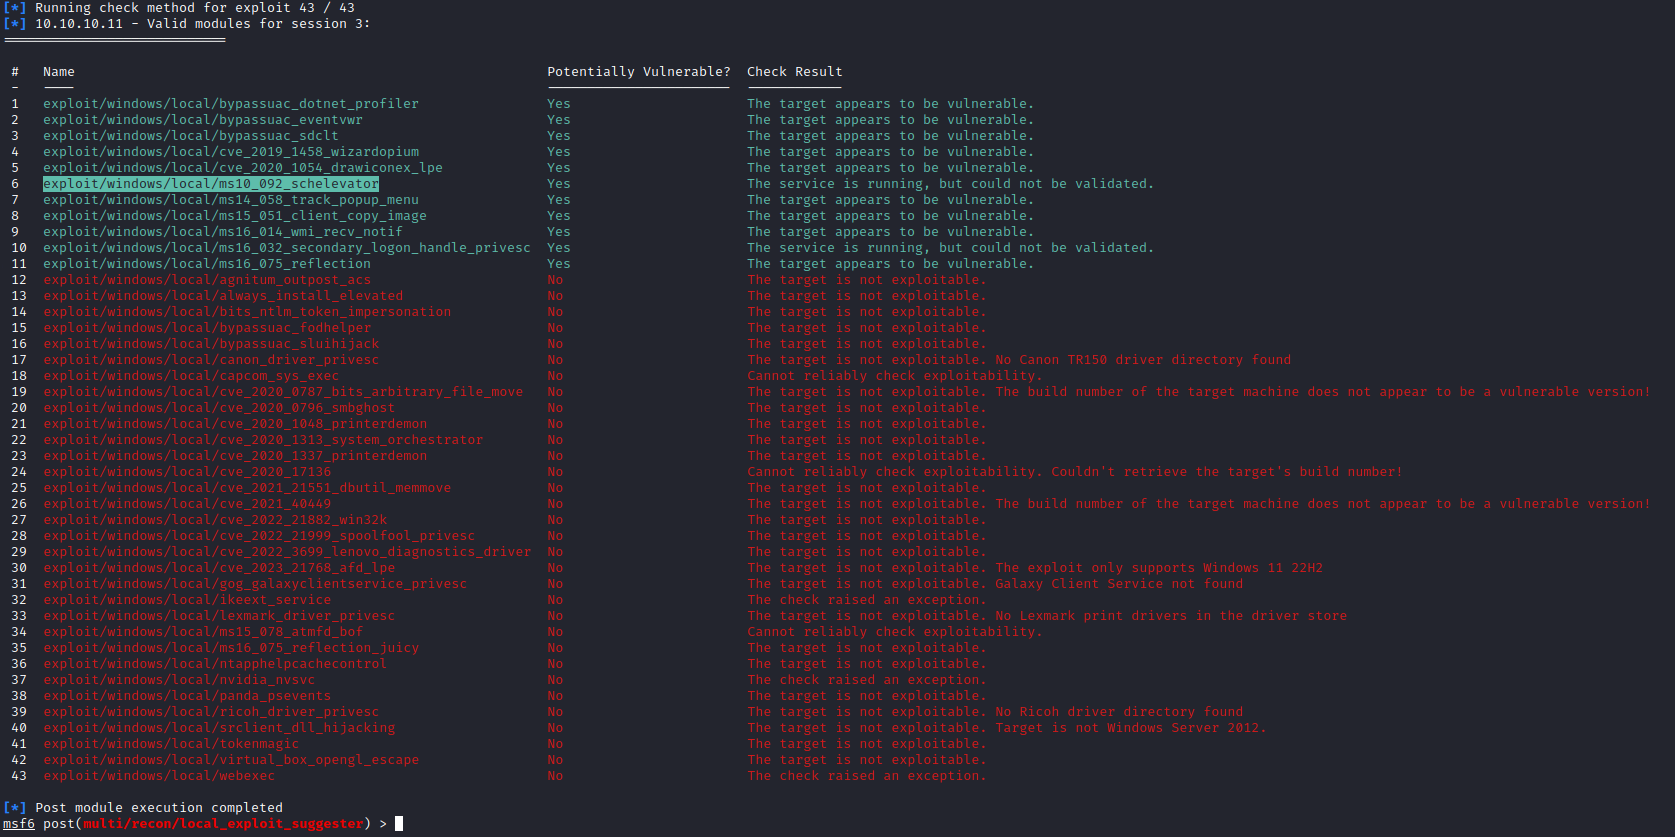 [*] Running check method for exploit 43 / 43
[*] 10.10.10.11 - Valid modules for session 3:
============================
# Name Potentially Vulnerable? Check Result
- ---- ----------------------- ------------
1 exploit/windows/local/bypassuac_dotnet_profiler Yes The target appears to be vulnerable.
2 exploit/windows/local/bypassuac_eventvwr Yes The target appears to be vulnerable.
3 exploit/windows/local/bypassuac_sdclt Yes The target appears to be vulnerable.
4 exploit/windows/local/cve_2019_1458_wizardopium Yes The target appears to be vulnerable.
5 exploit/windows/local/cve_2020_1054_drawiconex_lpe Yes The target appears to be vulnerable.
6 exploit/windows/local/ms10_092_schelevator Yes The service is running, but could not be validated.
7 exploit/windows/local/ms14_058_track_popup_menu Yes The target appears to be vulnerable.
8 exploit/windows/local/ms15_051_client_copy_image Yes The target appears to be vulnerable.
9 exploit/windows/local/ms16_014_wmi_recv_notif Yes The target appears to be vulnerable.
10 exploit/windows/local/ms16_032_secondary_logon_handle_privesc Yes The service is running, but could not be validated.
11 exploit/windows/local/ms16_075_reflection Yes The target appears to be vulnerable.
12 exploit/windows/local/agnitum_outpost_acs No The target is not exploitable.
13 exploit/windows/local/always_install_elevated No The target is not exploitable.
14 exploit/windows/local/bits_ntlm_token_impersonation No The target is not exploitable.
15 exploit/windows/local/bypassuac_fodhelper No The target is not exploitable.
16 exploit/windows/local/bypassuac_sluihijack No The target is not exploitable.
17 exploit/windows/local/canon_driver_privesc No The target is not exploitable. No Canon TR150 driver directory found
18 exploit/windows/local/capcom_sys_exec No Cannot reliably check exploitability.
19 exploit/windows/local/cve_2020_0787_bits_arbitrary_file_move No The target is not exploitable. The build number of the target machine does not appear to be a vulnerable version!
20 exploit/windows/local/cve_2020_0796_smbghost No The target is not exploitable.
21 exploit/windows/local/cve_2020_1048_printerdemon No The target is not exploitable.
22 exploit/windows/local/cve_2020_1313_system_orchestrator No The target is not exploitable.
23 exploit/windows/local/cve_2020_1337_printerdemon No The target is not exploitable.
24 exploit/windows/local/cve_2020_17136 No Cannot reliably check exploitability. Couldn't retrieve the target's build number!
25 exploit/windows/local/cve_2021_21551_dbutil_memmove No The target is not exploitable.
26 exploit/windows/local/cve_2021_40449 No The target is not exploitable. The build number of the target machine does not appear to be a vulnerable version!
27 exploit/windows/local/cve_2022_21882_win32k No The target is not exploitable.
28 exploit/windows/local/cve_2022_21999_spoolfool_privesc No The target is not exploitable.
29 exploit/windows/local/cve_2022_3699_lenovo_diagnostics_driver No The target is not exploitable.
30 exploit/windows/local/cve_2023_21768_afd_lpe No The target is not exploitable. The exploit only supports Windows 11 22H2
31 exploit/windows/local/gog_galaxyclientservice_privesc No The target is not exploitable. Galaxy Client Service not found
32 exploit/windows/local/ikeext_service No The check raised an exception.
33 exploit/windows/local/lexmark_driver_privesc No The target is not exploitable. No Lexmark print drivers in the driver store
34 exploit/windows/local/ms15_078_atmfd_bof No Cannot reliably check exploitability.
35 exploit/windows/local/ms16_075_reflection_juicy No The target is not exploitable.
36 exploit/windows/local/ntapphelpcachecontrol No The target is not exploitable.
37 exploit/windows/local/nvidia_nvsvc No The check raised an exception.
38 exploit/windows/local/panda_psevents No The target is not exploitable.
39 exploit/windows/local/ricoh_driver_privesc No The target is not exploitable. No Ricoh driver directory found
40 exploit/windows/local/srclient_dll_hijacking No The target is not exploitable. Target is not Windows Server 2012.
41 exploit/windows/local/tokenmagic No The target is not exploitable.
42 exploit/windows/local/virtual_box_opengl_escape No The target is not exploitable.
43 exploit/windows/local/webexec No The check raised an exception.
[*] Post module execution completed
msf6 post(multi/recon/local_exploit_suggester) >